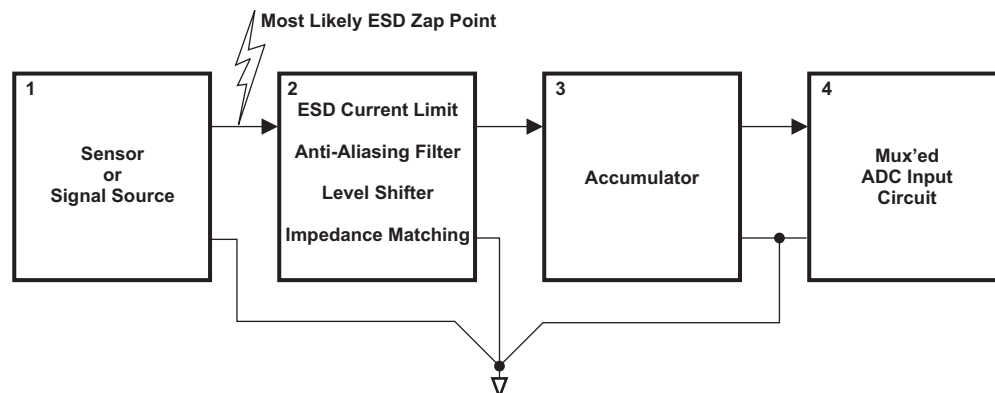 Most Likely ESD Zap Point
1
Sensor
or
Signal Source
2
ESD Current Limit
Anti-Aliasing Filter
Level Shifter
Impedance Matching
3
Accumulator
4
Mux'ed
ADC Input
Circuit